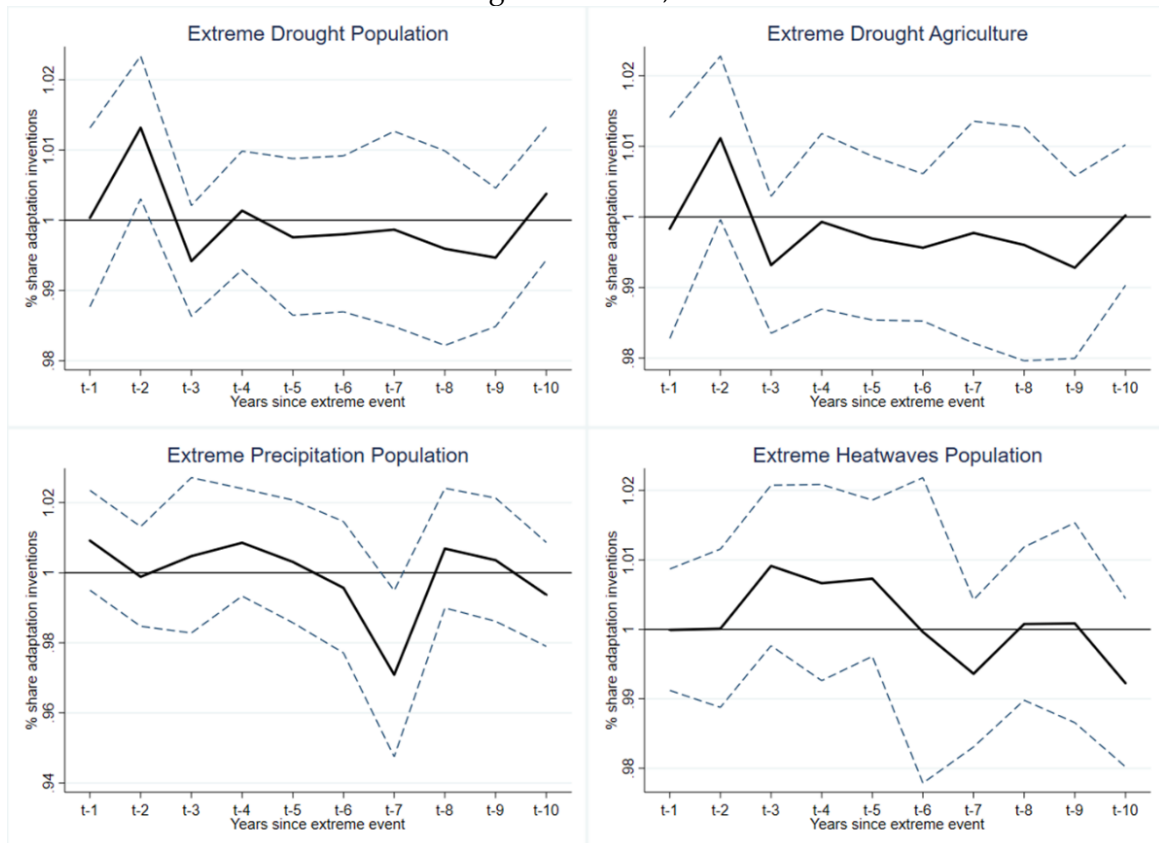 Extreme Drought Population
% share adaptation inventions
1.02
1.01
1
.99
.98
t-1 t-2 t-3 t-4 t-5 t-6 t-7 t-8 t-9 t-10
Years since extreme event
Extreme Drought Agriculture
% share adaptation inventions
1.02
1.01
1
.99
.98
t-1 t-2 t-3 t-4 t-5 t-6 t-7 t-8 t-9 t-10
Years since extreme event
Extreme Precipitation Population
% share adaptation inventions
1.02
1
.98
.96
.94
t-1 t-2 t-3 t-4 t-5 t-6 t-7 t-8 t-9 t-10
Years since extreme event
Extreme Heatwaves Population
% share adaptation inventions
1.02
1.01
1
.99
.98
t-1 t-2 t-3 t-4 t-5 t-6 t-7 t-8 t-9 t-10
Years since extreme event